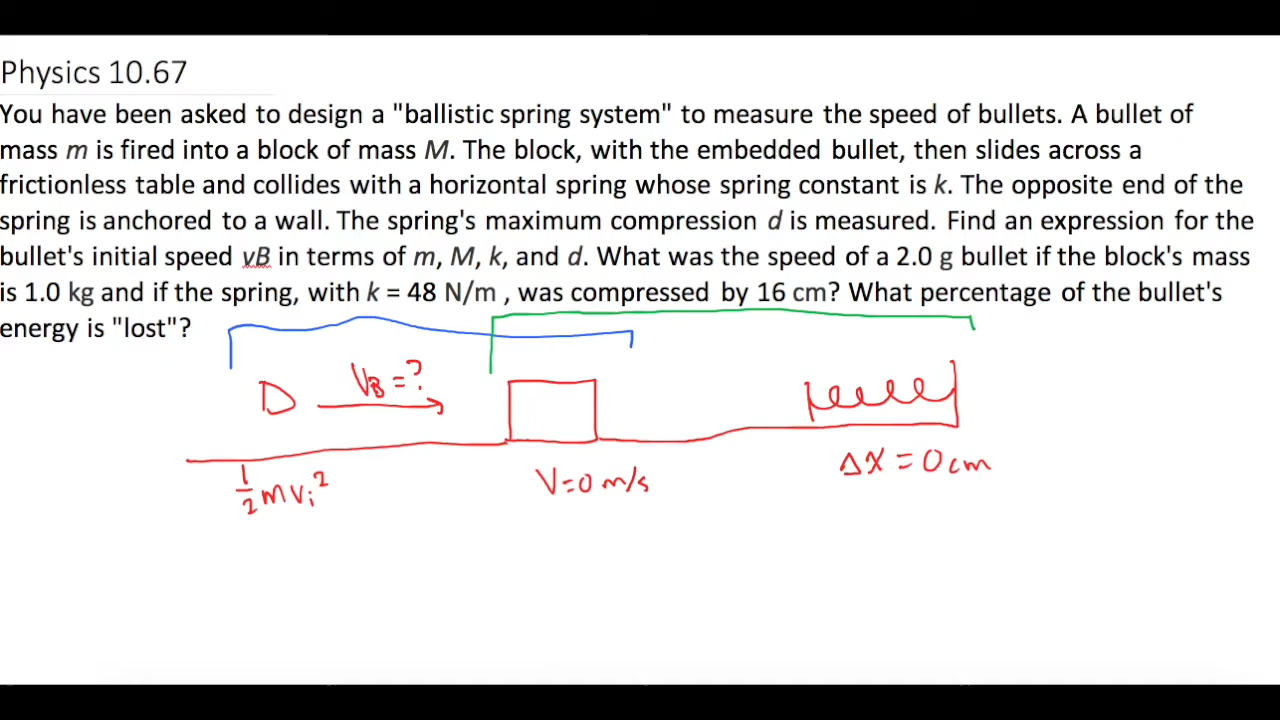 Physics 10.67
You have been asked to design a "ballistic spring system" to measure the speed of bullets. A bullet of
mass m is fired into a block of mass M. The block, with the embedded bullet, then slides across a
frictionless table and collides with a horizontal spring whose spring constant is k. The opposite end of the
spring is anchored to a wall. The spring's maximum compression d is measured. Find an expression for the
bullet's initial speed vB in terms of m, M, k, and d. What was the speed of a 2.0 g bullet if the block's mass
is 1.0 kg and if the spring, with k = 48 N/m , was compressed by 16 cm? What percentage of the bullet's
energy is "lost"?
VB = ?
1/2 mvi²
V=0 m/s
Δx = 0cm